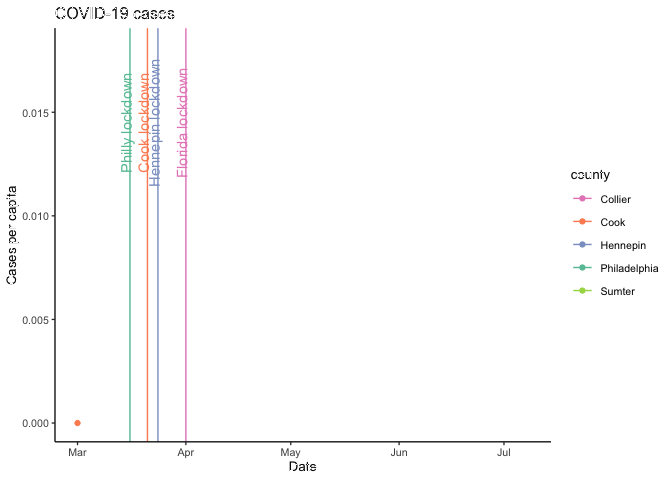 COVID-19 cases
Cases per capita
0.015
0.010
0.005
0.000
Philly lockdown
Cook lockdown
Hennepin lockdown
Florida lockdown
Mar
Apr
May
Jun
Jul
Date
county
Collier
Cook
Hennepin
Philadelphia
Sumter